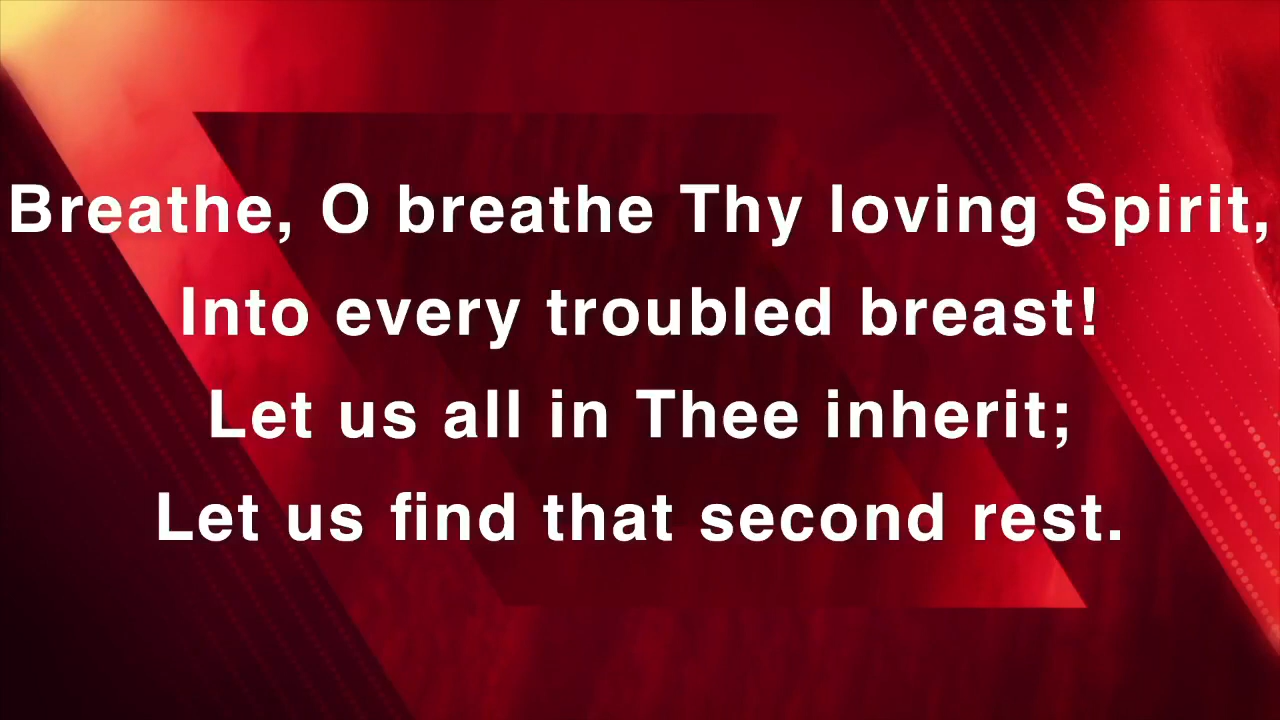 Breathe, O breathe Thy loving Spirit,
Into every troubled breast!
Let us all in Thee inherit;
Let us find that second rest.